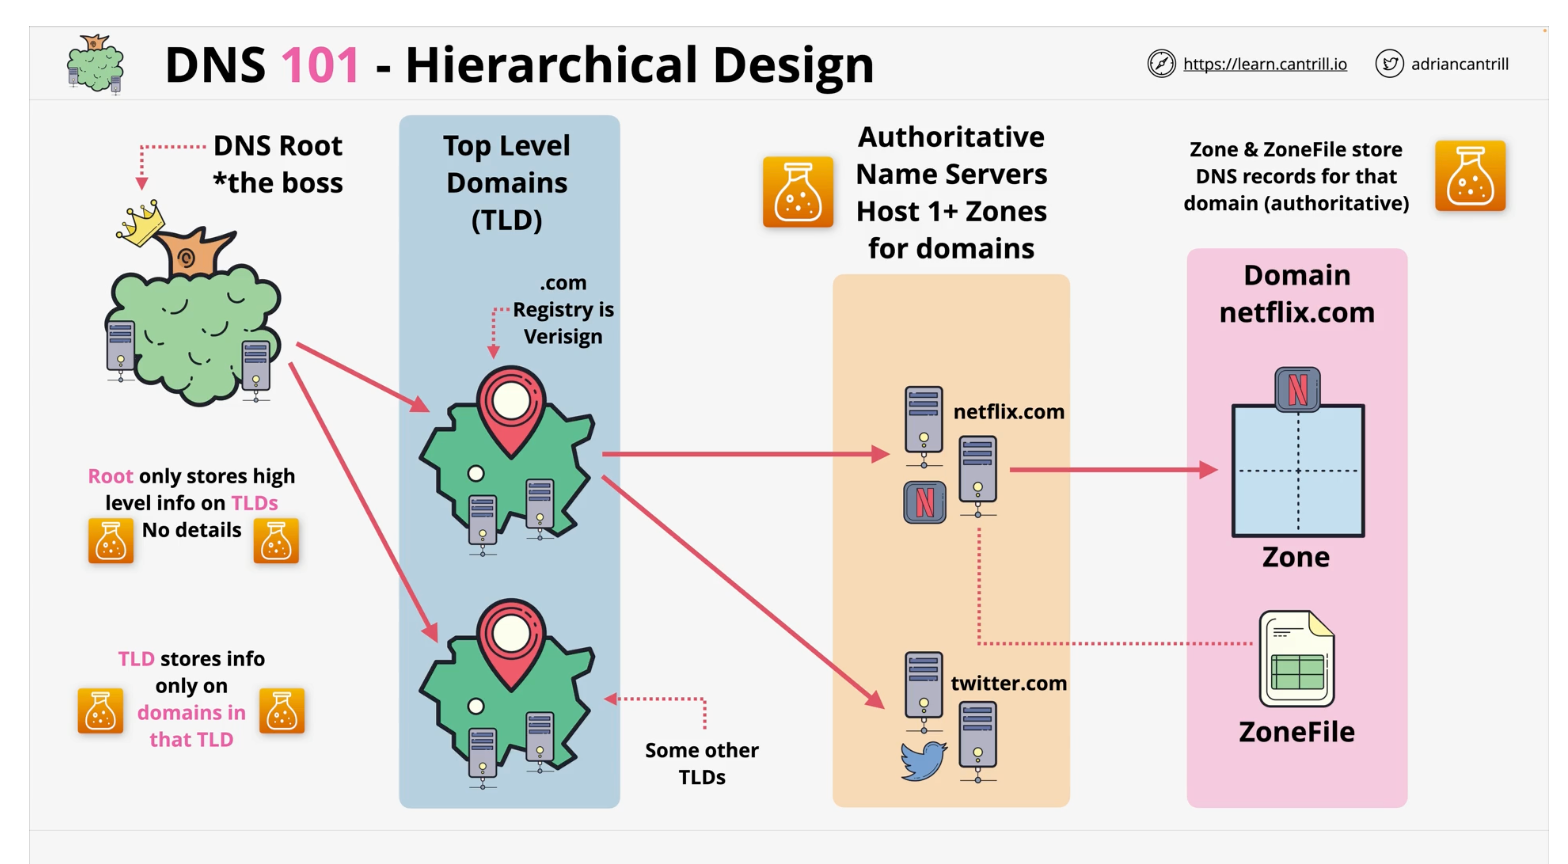 DNS 101 - Hierarchical Design
https://learn.cantrill.io
adriancantrill
DNS Root
*the boss
Root only stores high
level info on TLDs
No details
TLD stores info
only on
domains in
that TLD
Top Level
Domains
(TLD)
.com
Registry is
Verisign
Some other
TLDs
Authoritative
Name Servers
Host 1+ Zones
for domains
netflix.com
N
twitter.com
Zone & ZoneFile store
DNS records for that
domain (authoritative)
Domain
netflix.com
N
Zone
ZoneFile